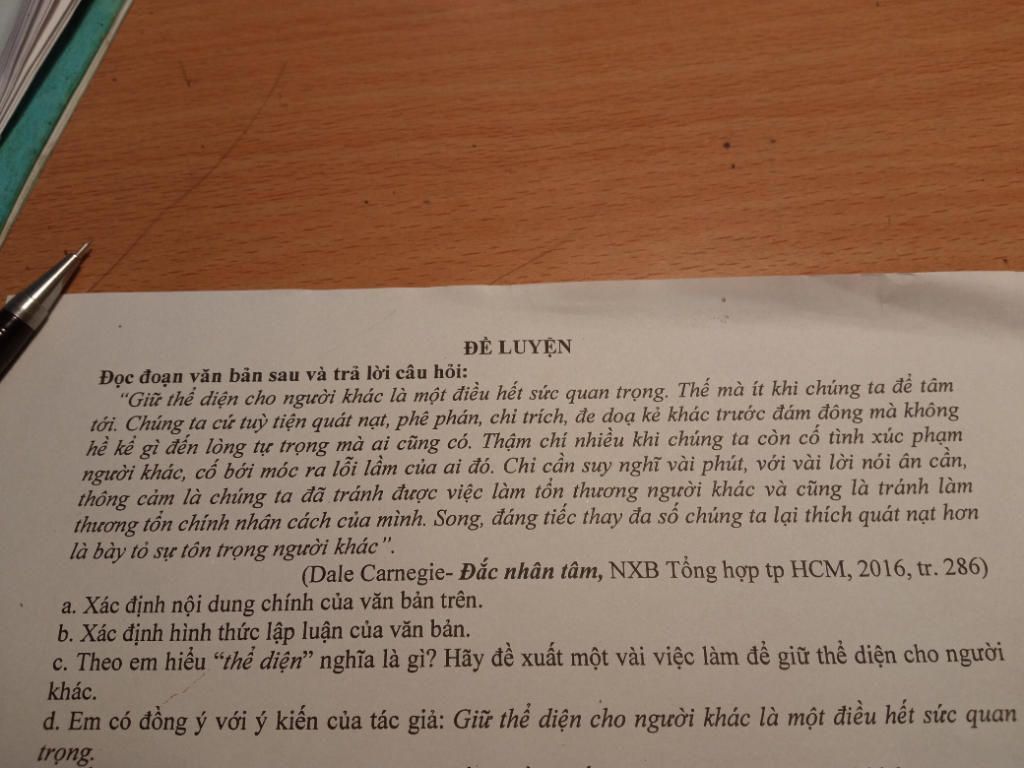 ĐỀ LUYỆN
Đọc đoạn văn bản sau và trả lời câu hỏi:
“Giữ thể diện cho người khác là một điều hết sức quan trọng. Thế mà ít khi chúng ta để tâm
tới. Chúng ta cứ tuỳ tiện quát nạt, phê phán, chỉ trích, đe doạ kẻ khác trước đám đông mà không
hề kể gì đến lòng tự trọng mà ai cũng có. Thậm chí nhiều khi chúng ta còn cố tình xúc phạm
người khác, cố bới móc ra lỗi lầm của ai đó. Chỉ cần suy nghĩ vài phút, với vài lời nói ân cần,
thông cảm là chúng ta đã tránh được việc làm tổn thương người khác và cũng là tránh làm
thương tổn chính nhân cách của mình. Song, đáng tiếc thay đa số chúng ta lại thích quát nạt hơn
là bày tỏ sự tôn trọng người khác”.
(Dale Carnegie- Đắc nhân tâm, NXB Tổng hợp tp HCM, 2016, tr. 286)
a. Xác định nội dung chính của văn bản trên.
b. Xác định hình thức lập luận của văn bản.
c. Theo em hiểu “thể diện” nghĩa là gì? Hãy đề xuất một vài việc làm để giữ thể diện cho người
khác.
d. Em có đồng ý với ý kiến của tác giả: Giữ thể diện cho người khác là một điều hết sức quan
trọng.